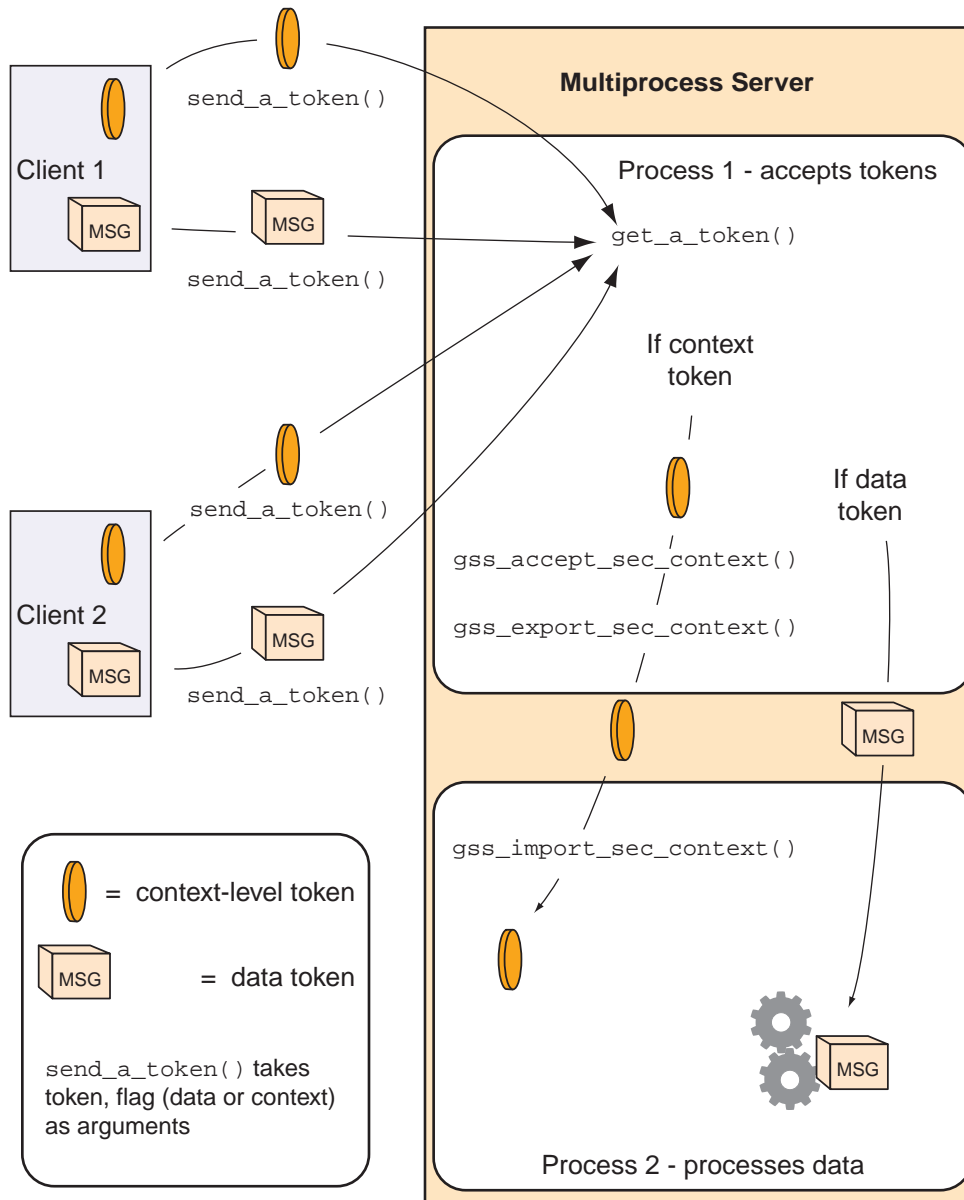 send_a_token()
Client 1
MSG
MSG
send_a_token()
Multiprocess Server
Process 1 - accepts tokens
get_a_token()
If context
token
If data
token
send_a_token()
Client 2
MSG
MSG
send_a_token()
gss_accept_sec_context()
gss_export_sec_context()
MSG
gss_import_sec_context()
MSG
Process 2 - processes data
= context-level token
MSG
= data token
send_a_token() takes
token, flag (data or context)
as arguments